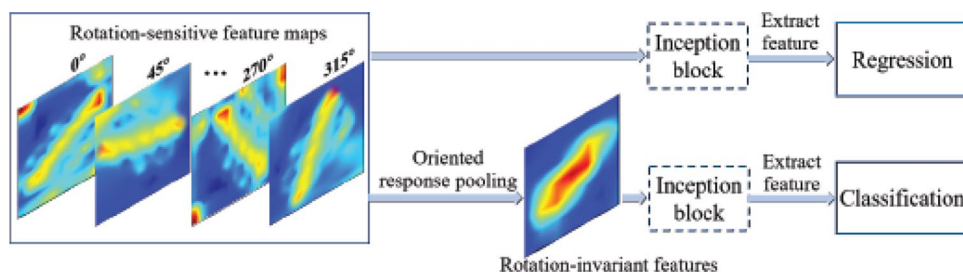 Rotation-sensitive feature maps
0° 45° ••• 270° 315°
Inception
block
Extract
feature
Regression
Oriented
response pooling
Rotation-invariant features
Inception
block
Extract
feature
Classification